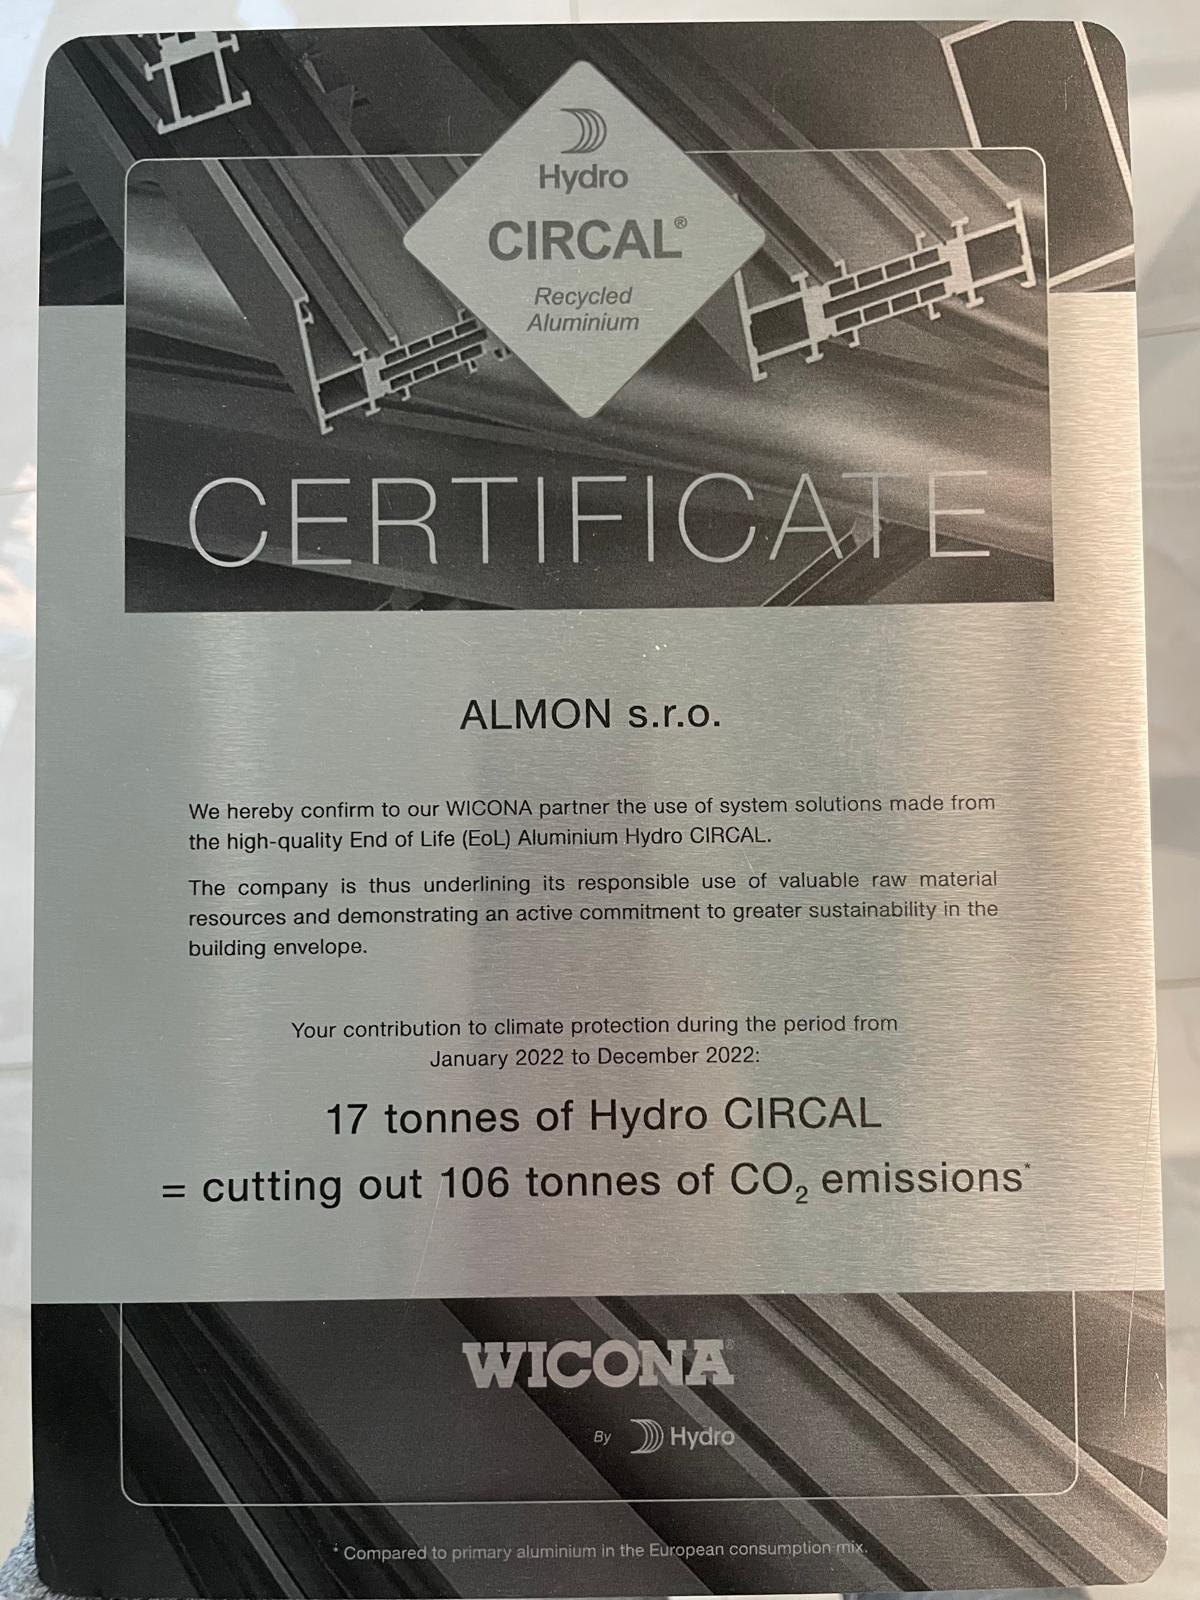 Hydro
CIRCAL®
Recycled
Aluminium
CERTIFICATE
ALMON s.r.o.
We hereby confirm to our WICONA partner the use of system solutions made from
the high-quality End of Life (EoL) Aluminium Hydro CIRCAL.
The company is thus underlining its responsible use of valuable raw material
resources and demonstrating an active commitment to greater sustainability in the
building envelope.
Your contribution to climate protection during the period from
January 2022 to December 2022:
17 tonnes of Hydro CIRCAL
= cutting out 106 tonnes of CO₂ emissions*
WICONA®
By Hydro
* Compared to primary aluminium in the European consumption mix.